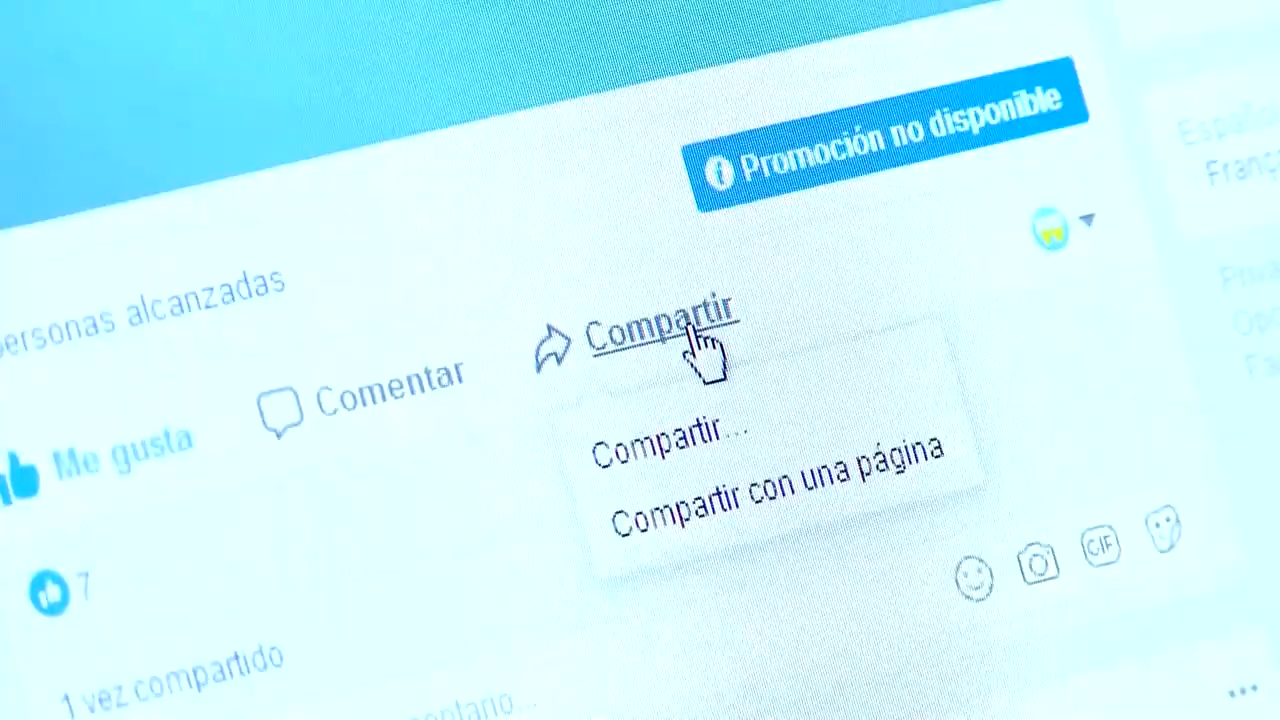 Promoción no disponible
personas alcanzadas
Me gusta
Comentar
Compartir
Compartir...
Compartir con una página
7
1 vez compartido
GIF
Español